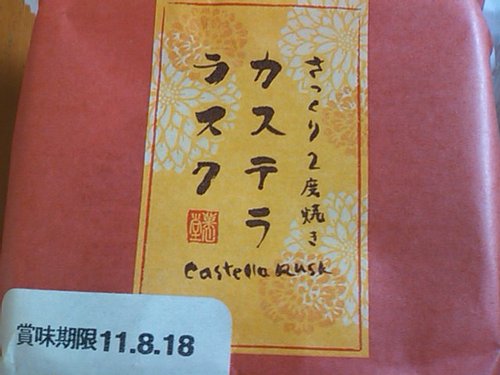 さっくり2度焼き
カステラ
ラスク
Castella Rusk
賞味期限11.8.18